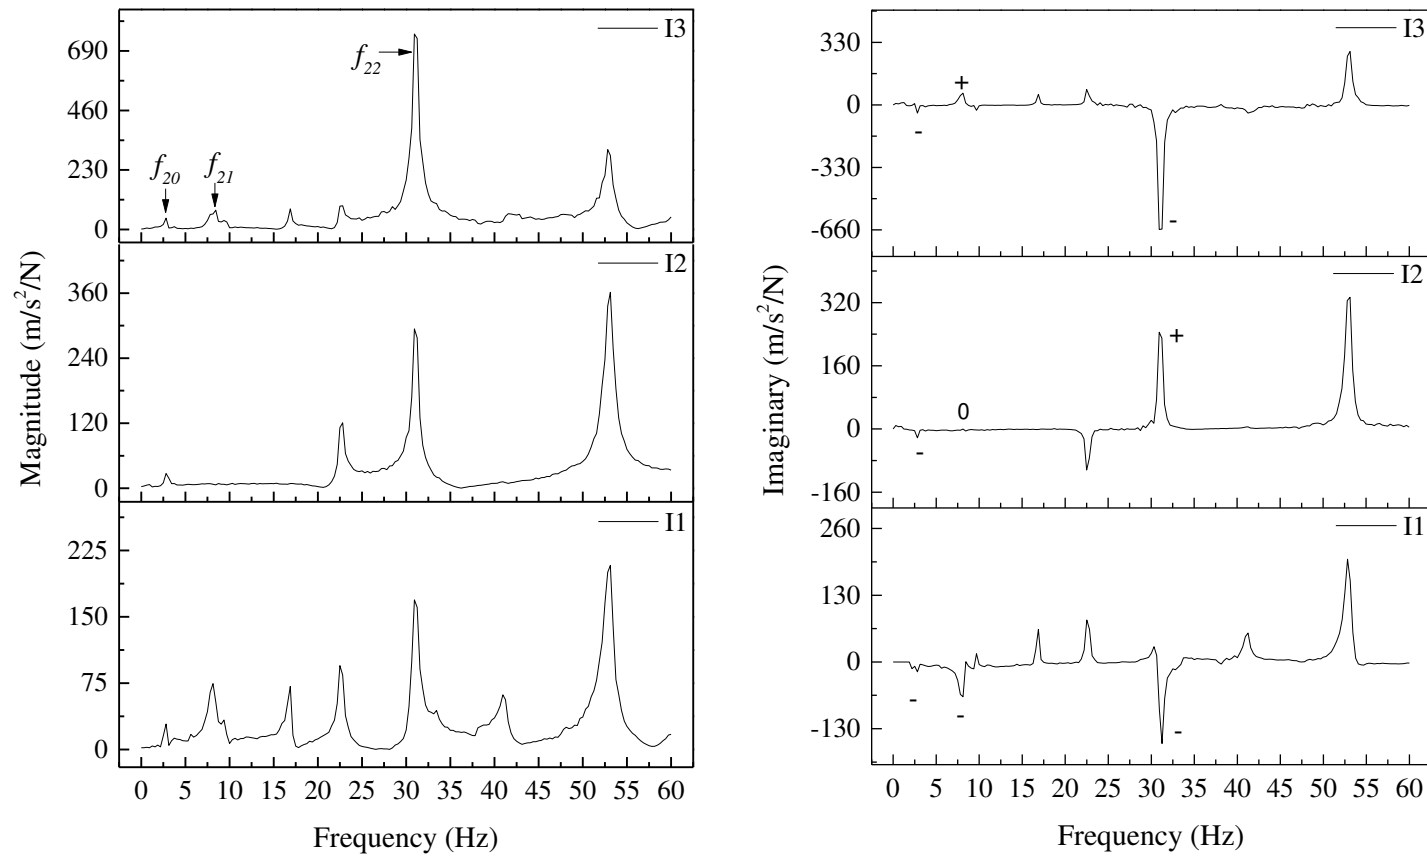 I3
690
460
230
0
f20
f21
f22
I2
360
240
120
0
I1
225
150
75
0
0 5 10 15 20 25 30 35 40 45 50 55 60
Magnitude (m/s²/N)
Frequency (Hz)
I3
330
0
-330
-660
+
-
-
I2
320
160
0
-160
-
0
+
I1
260
130
0
-130
-
-
-
0 5 10 15 20 25 30 35 40 45 50 55 60
Imaginary (m/s²/N)
Frequency (Hz)